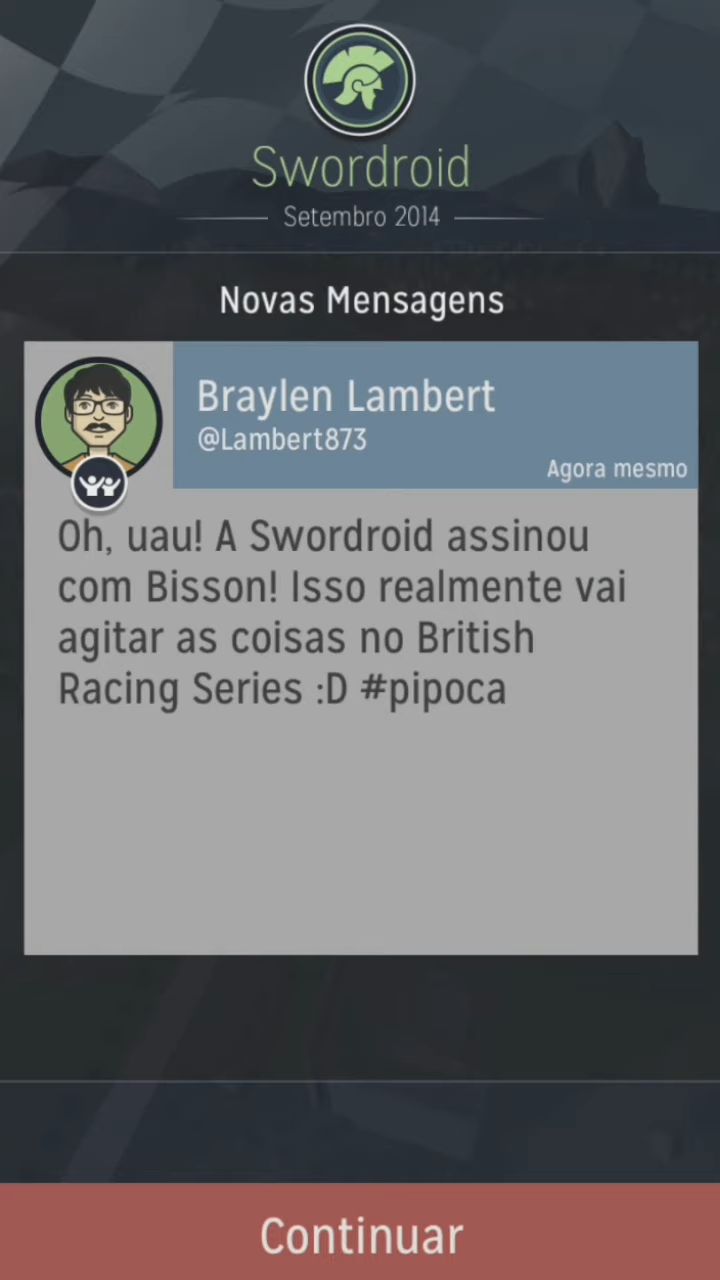 Swordroid
Setembro 2014
Novas Mensagens
Braylen Lambert
@Lambert873
Agora mesmo
Oh, uau! A Swordroid assinou
com Bisson! Isso realmente vai
agitar as coisas no British
Racing Series :D #pipoca
Continuar